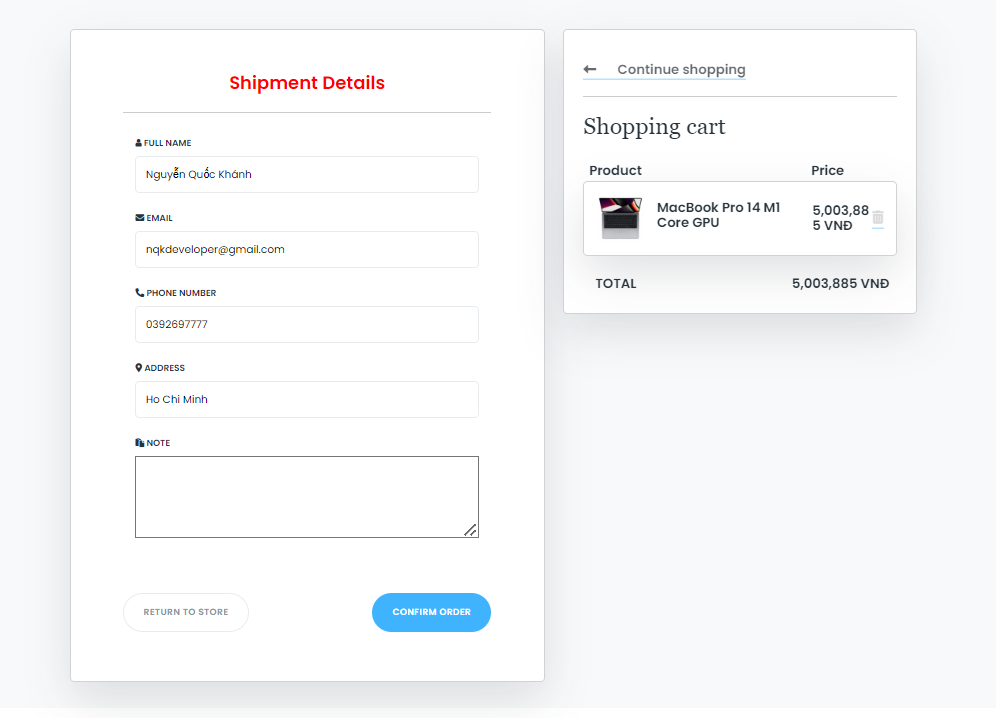 Shipment Details
FULL NAME
Nguyễn Quốc Khánh
EMAIL
nqkdeveloper@gmail.com
PHONE NUMBER
0392697777
ADDRESS
Ho Chi Minh
NOTE
RETURN TO STORE
CONFIRM ORDER
Continue shopping
Shopping cart
Product Price
MacBook Pro 14 M1
Core GPU
5,003,88
5 VNĐ
TOTAL 5,003,885 VNĐ